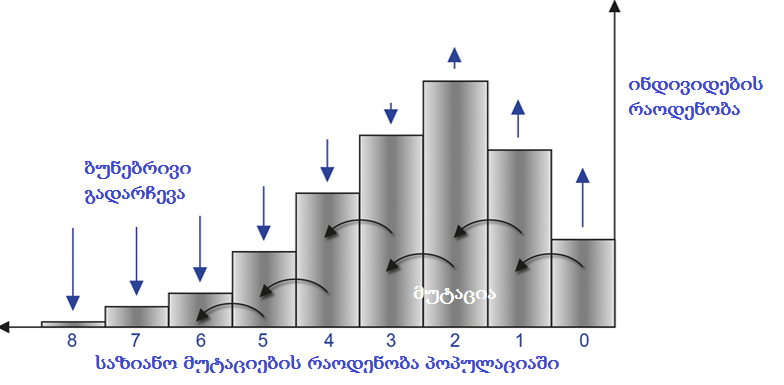 ინდივიდების
რაოდენობა
ბუნებრივი
გადარჩევა
მუტაცია
8 7 6 5 4 3 2 1 0
საზიანო მუტაციების რაოდენობა პოპულაციაში